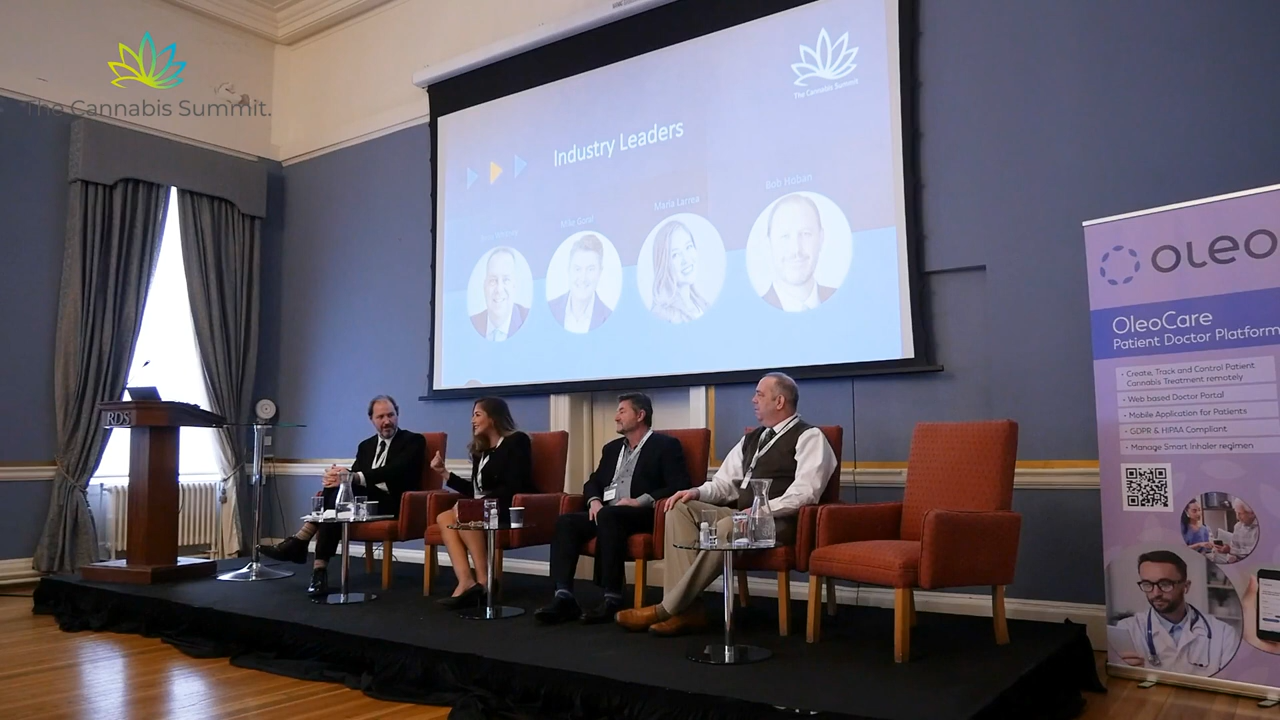 The Cannabis Summit.
The Cannabis Summit
Industry Leaders
Mike
Maria Larrea
Bob Hoban
RDS
OLEO
OleoCare
Patient Doctor Platform
• Create, Track and Control Patient
Cannabis Treatment remotely
• Web based Doctor Portal
• Mobile Application for Patients
• GDPR & HIPAA Compliant
• Manage Smart Inhaler regimen